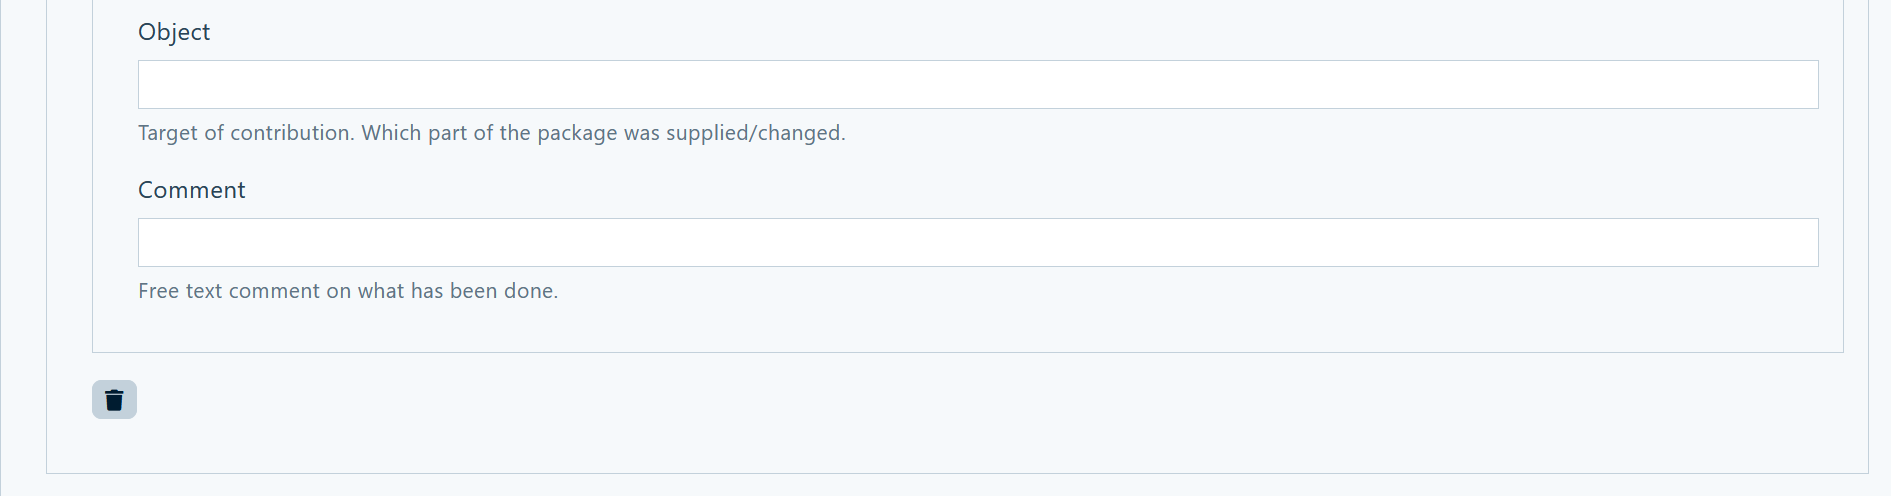 Object
Target of contribution. Which part of the package was supplied/changed.
Comment
Free text comment on what has been done.